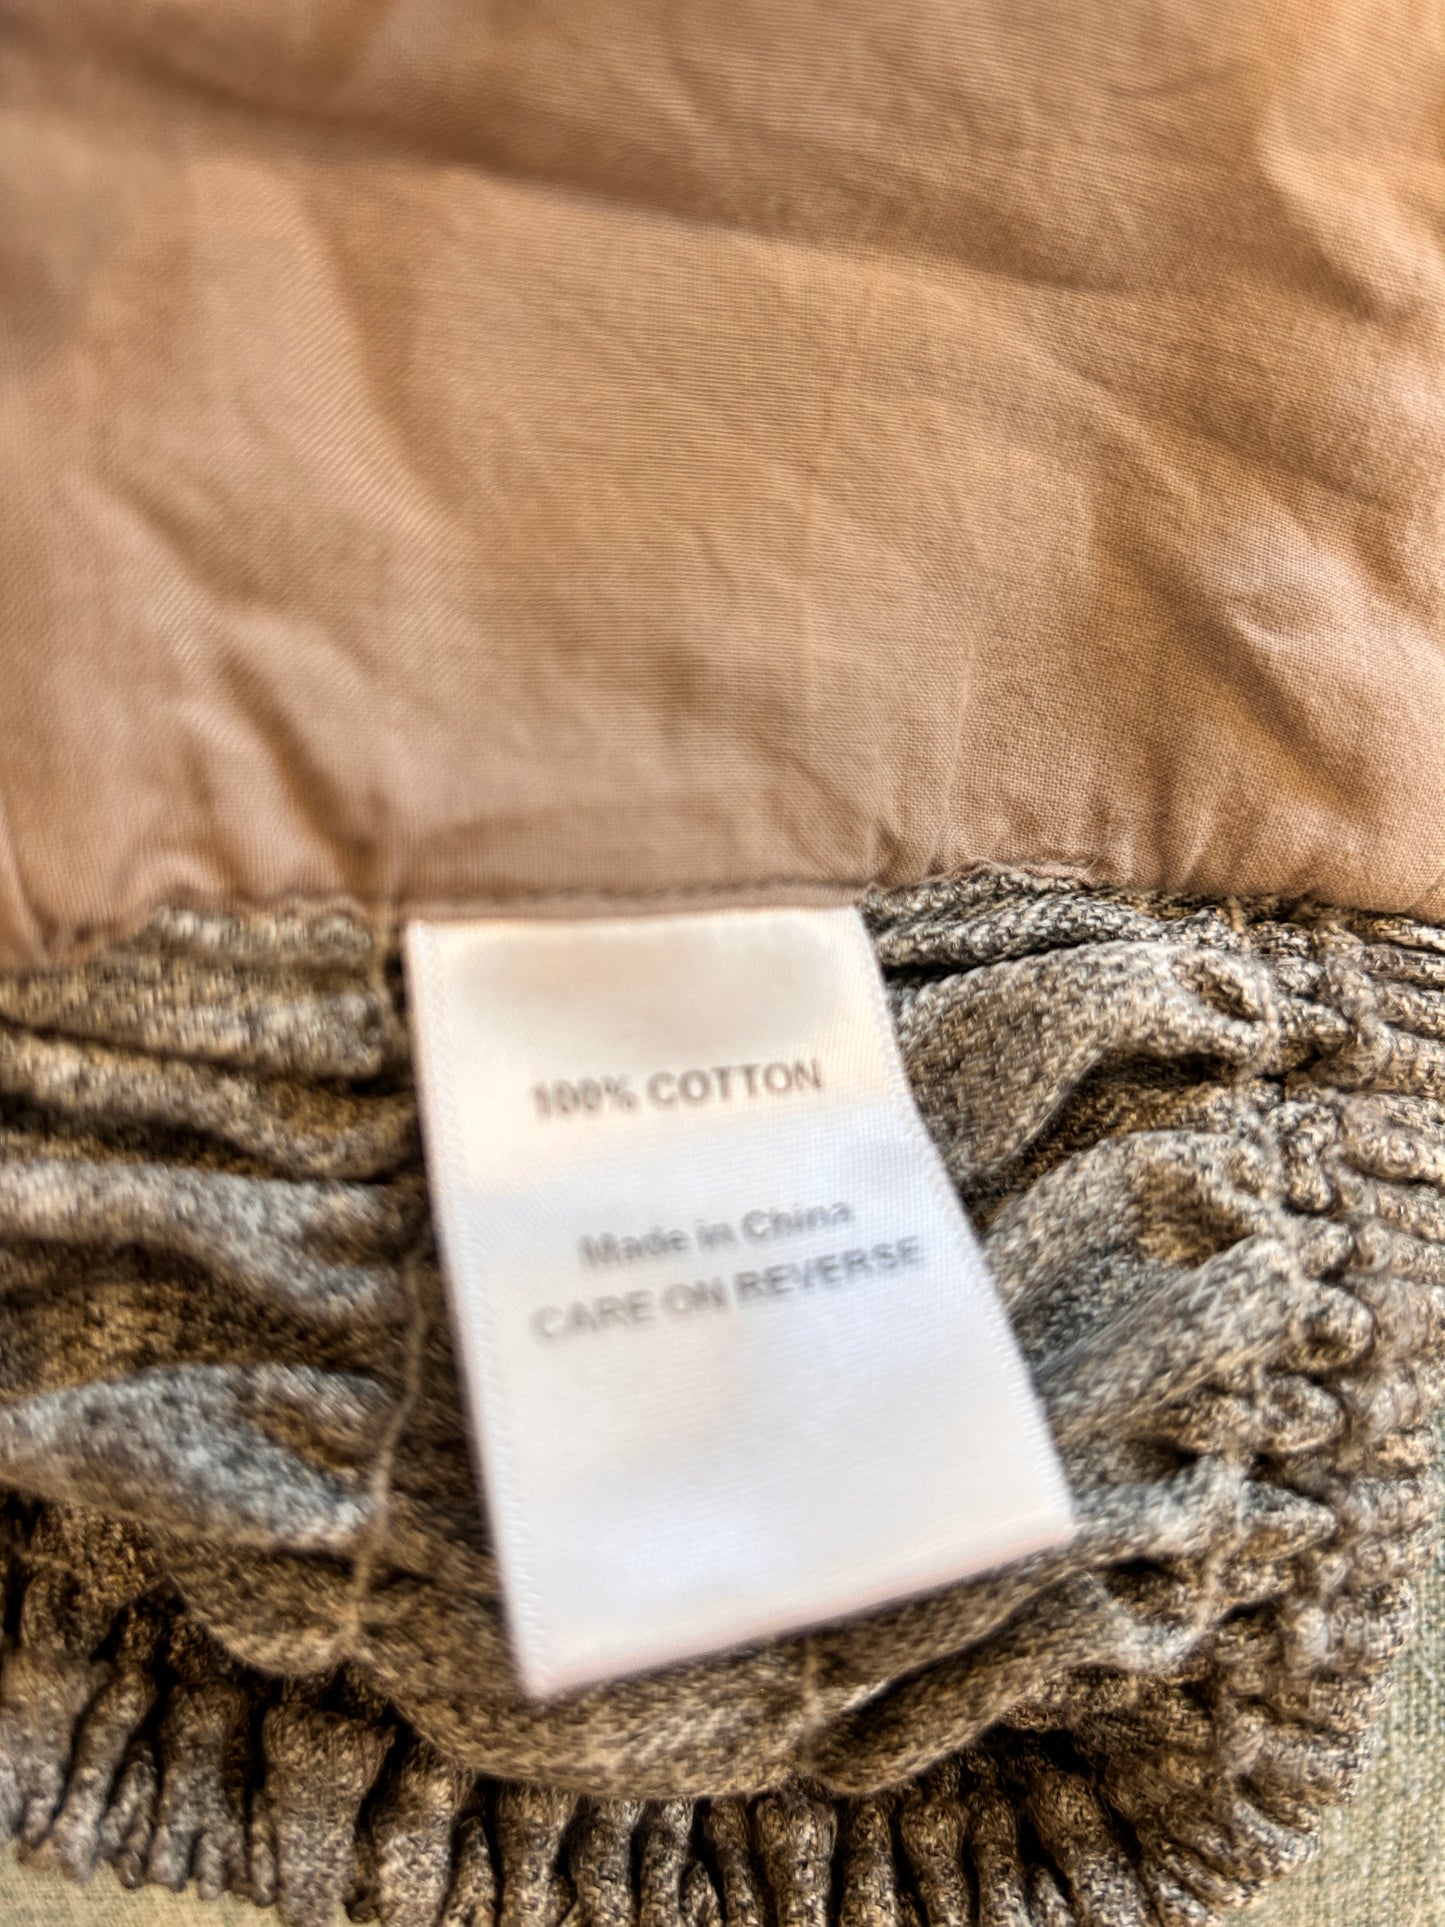 100% COTTON
Made in China
CARE ON REVERSE